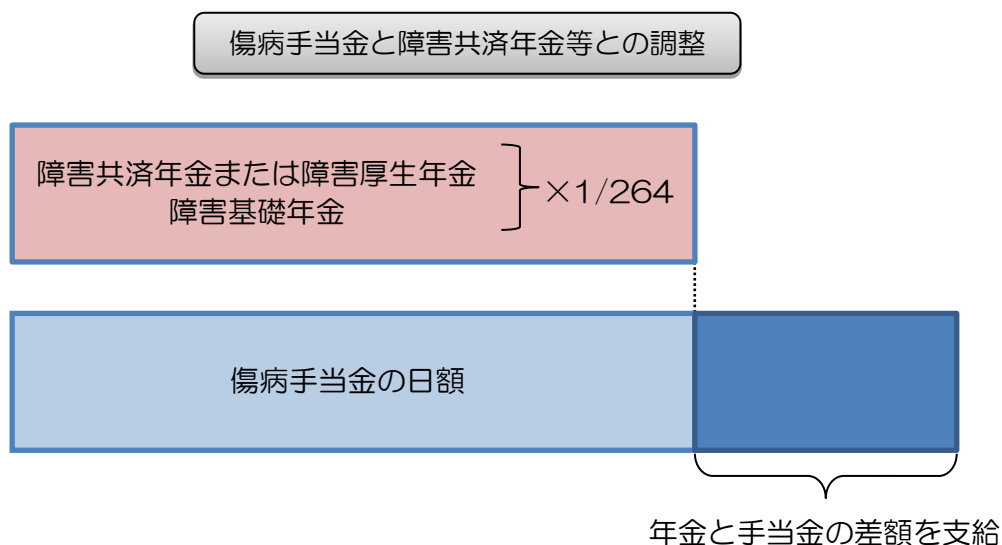 傷病手当金と障害共済年金等との調整
障害共済年金または障害厚生年金
障害基礎年金
×1/264
傷病手当金の日額
年金と手当金の差額を支給